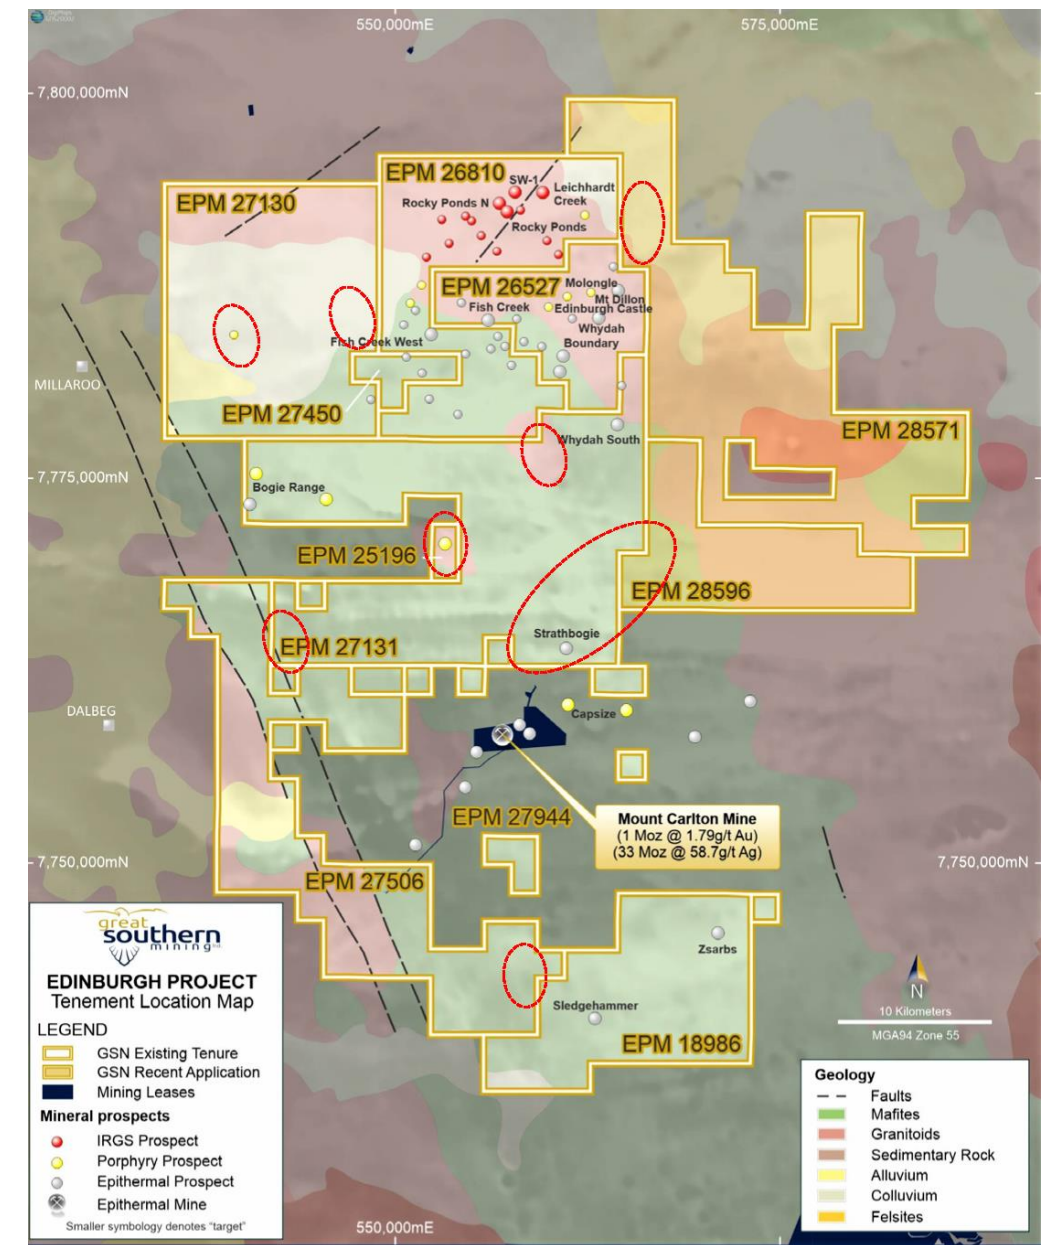 550,000mE
575,000mE
7,800,000mN
EPM 26810
SW-1
Leichhardt
Creek
EPM 27130
Rocky Ponds N
Rocky Ponds
EPM 26527
Molongle
Mt Dillon
Fish Creek
Edinburgh Castle
Whydah
Fish Creek West
Boundary
MILLAROO
EPM 27450
EPM 28571
Whydah South
7,775,000mN
Bogie Range
EPM 25196
EPM 28596
Strathbogie
EPM 27131
DALBEG
Capsize
EPM 27944
Mount Carlton Mine
(1 Moz @ 1.79g/t Au)
(33 Moz @ 58.7g/t Ag)
7,750,000mN
7,750,000mN
EPM 27506
Zsarbs
Sledgehammer
EPM 18986
great
southern
mining
EDINBURGH PROJECT
Tenement Location Map
LEGEND
GSN Existing Tenure
GSN Recent Application
Mining Leases
Mineral prospects
IRGS Prospect
Porphyry Prospect
Epithermal Prospect
Epithermal Mine
Smaller symbology denotes "target"
N
10 Kilometers
MGA94 Zone 55
Geology
Faults
Mafites
Granitoids
Sedimentary Rock
Alluvium
Colluvium
Felsites
550,000mE